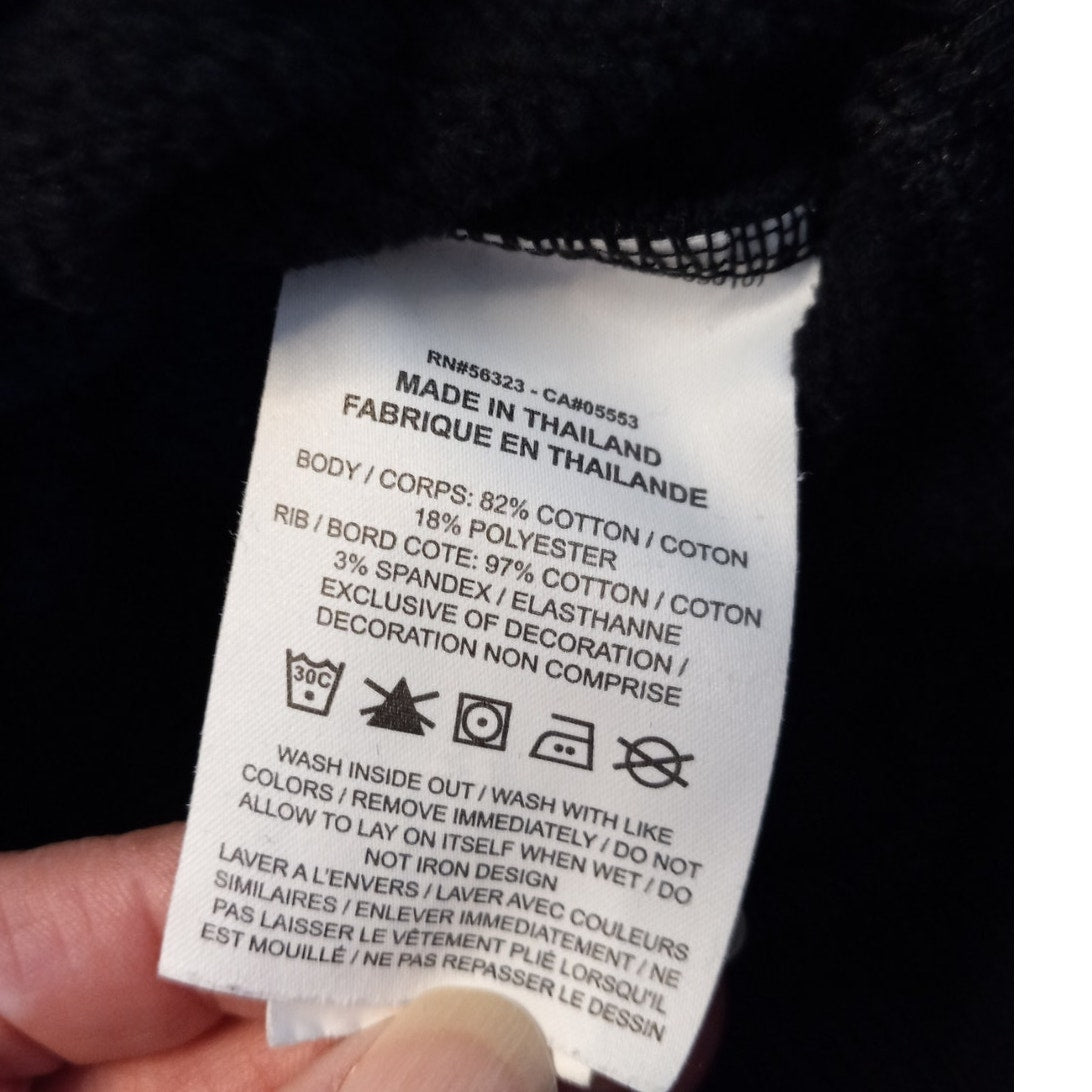 RN#56323 - CA#05553
MADE IN THAILAND
FABRIQUE EN THAILANDE
BODY / CORPS: 82% COTTON / COTON
18% POLYESTER
RIB / BORD COTE: 97% COTTON / COTON
3% SPANDEX / ELASTHANNE
EXCLUSIVE OF DECORATION /
DECORATION NON COMPRISE
30C
WASH INSIDE OUT / WASH WITH LIKE
COLORS / REMOVE IMMEDIATELY / DO NOT
ALLOW TO LAY ON ITSELF WHEN WET / DO
NOT IRON DESIGN
LAVER A L'ENVERS / LAVER AVEC COULEURS
SIMILAIRES / ENLEVER IMMEDIATEMENT / NE
PAS LAISSER LE VÊTEMENT PLIÉ LORSQU'IL
EST MOUILLÉ / NE PAS REPASSER LE DESSIN